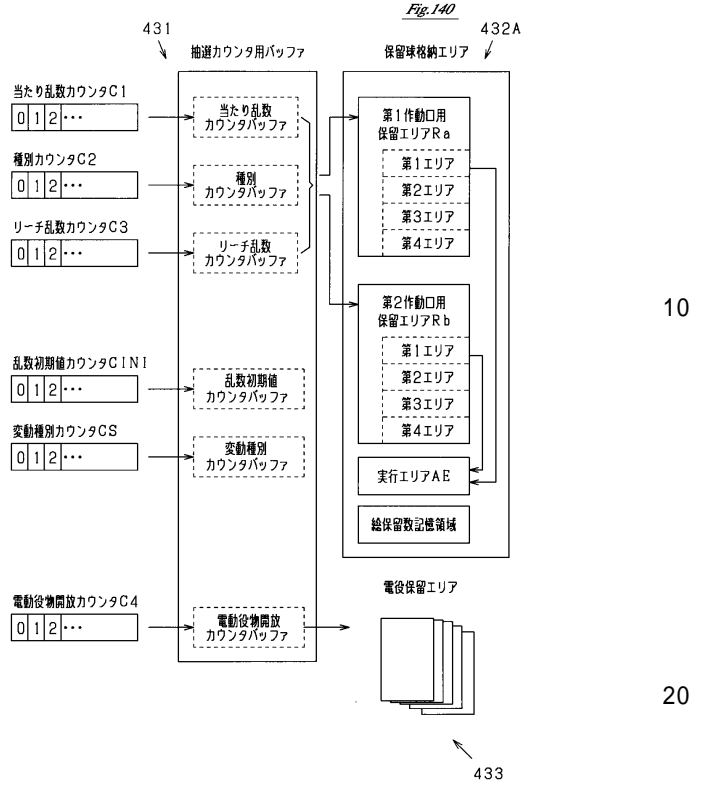 Fig.140
431
432A
抽選カウンタ用バッファ
保留球格納エリア
当たり乱数カウンタC1
0 1 2 ･･･
当たり乱数
カウンタバッファ
種別カウンタC2
0 1 2 ･･･
種別
カウンタバッファ
リーチ乱数カウンタC3
0 1 2 ･･･
リーチ乱数
カウンタバッファ
第1作動口用
保留エリアRa
第1エリア
第2エリア
第3エリア
第4エリア
第2作動口用
保留エリアRb
第1エリア
第2エリア
第3エリア
第4エリア
10
乱数初期値カウンタCINI
0 1 2 ･･･
乱数初期値
カウンタバッファ
変動種別カウンタCS
0 1 2 ･･･
変動種別
カウンタバッファ
実行エリアAE
総保留数記憶領域
電役保留エリア
電動役物開放カウンタC4
0 1 2 ･･･
電動役物開放
カウンタバッファ
20
433